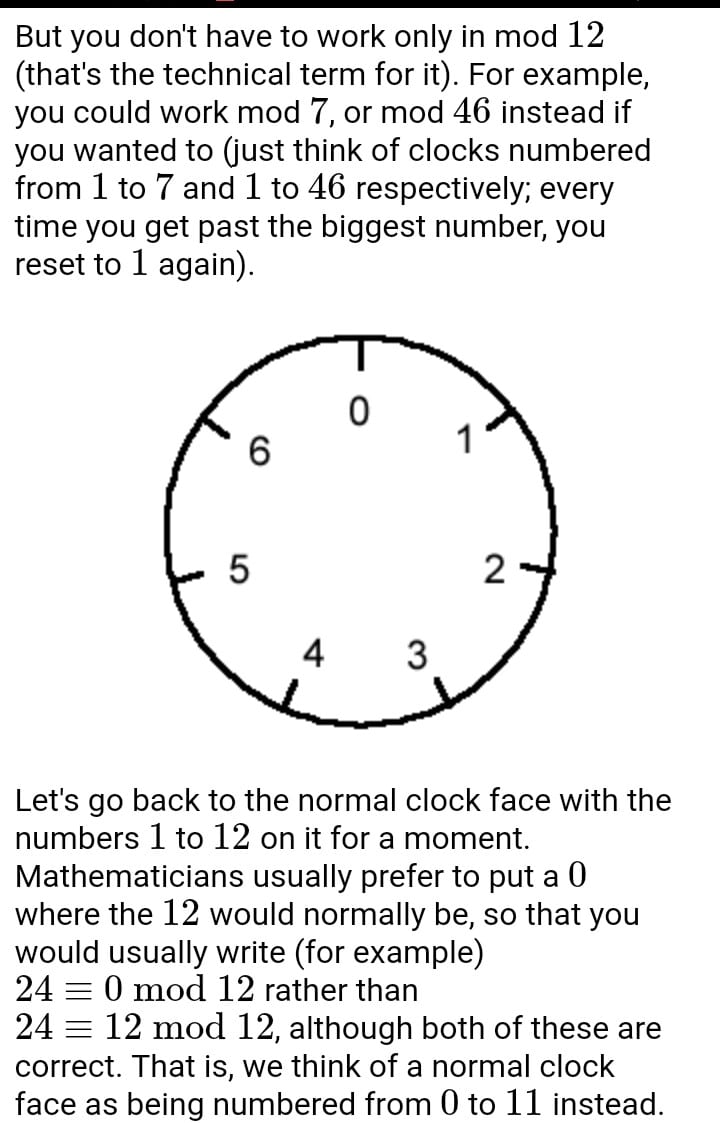 But you don't have to work only in mod 12
(that's the technical term for it). For example,
you could work mod 7, or mod 46 instead if
you wanted to (just think of clocks numbered
from 1 to 7 and 1 to 46 respectively; every
time you get past the biggest number, you
reset to 1 again).
0
6
1
5
2
4
3
Let's go back to the normal clock face with the
numbers 1 to 12 on it for a moment.
Mathematicians usually prefer to put a 0
where the 12 would normally be, so that you
would usually write (for example)
24 ≡ 0 mod 12 rather than
24 ≡ 12 mod 12, although both of these are
correct. That is, we think of a normal clock
face as being numbered from 0 to 11 instead.